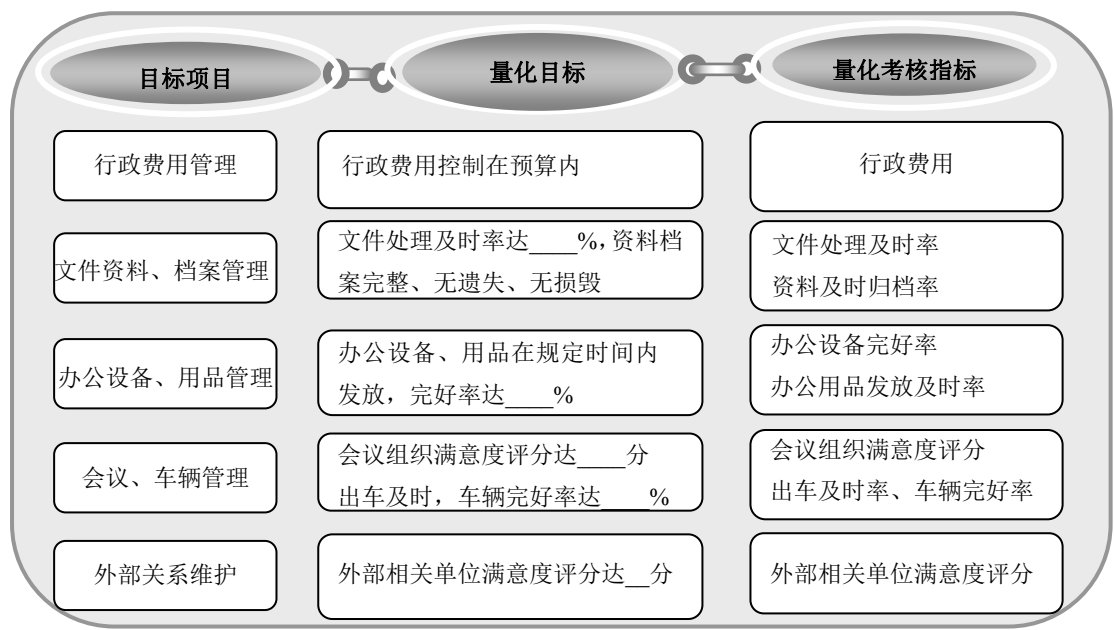 目标项目
量化目标
量化考核指标
行政费用管理
行政费用控制在预算内
行政费用
文件资料、档案管理
文件处理及时率达____%,资料档
案完整、无遗失、无损毁
文件处理及时率
资料及时归档率
办公设备、用品管理
办公设备、用品在规定时间内
发放，完好率达____%
办公设备完好率
办公用品发放及时率
会议、车辆管理
会议组织满意度评分达____分
出车及时，车辆完好率达____%
会议组织满意度评分
出车及时率、车辆完好率
外部关系维护
外部相关单位满意度评分达__分
外部相关单位满意度评分